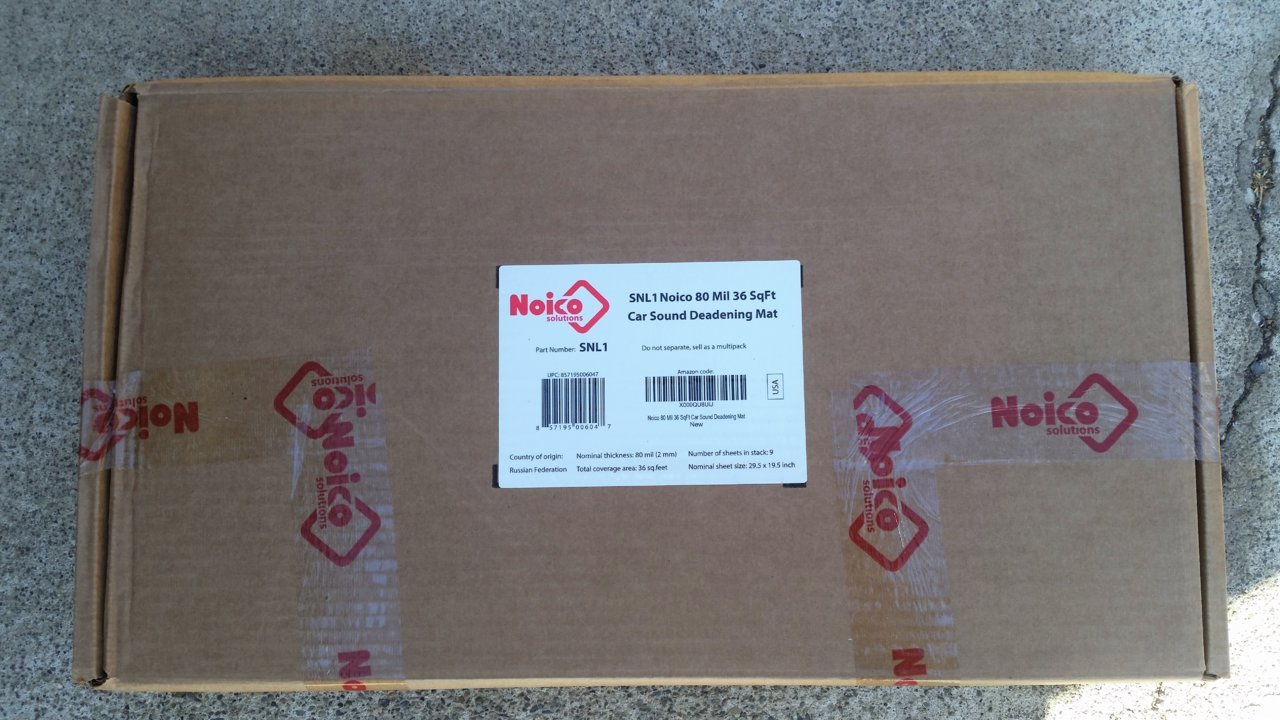 Noico
solutions
SNL1 Noico 80 Mil 36 SqFt
Car Sound Deadening Mat
Part Number: SNL1
Do not separate, sell as a multipack
UPC: 857195006047
8 57195 00604 7
Amazon code:
X000QU8UIJ
Noico 80 Mil 36 SqFt Car Sound Deadening Mat
New
USA
Country of origin:
Russian Federation
Nominal thickness: 80 mil (2 mm)
Total coverage area: 36 sq.feet
Number of sheets in stack: 9
Nominal sheet size: 29.5 x 19.5 inch
Noico
solutions
solutions
Noico
Noico
solutions
Noico
solutions
Noico
solutions